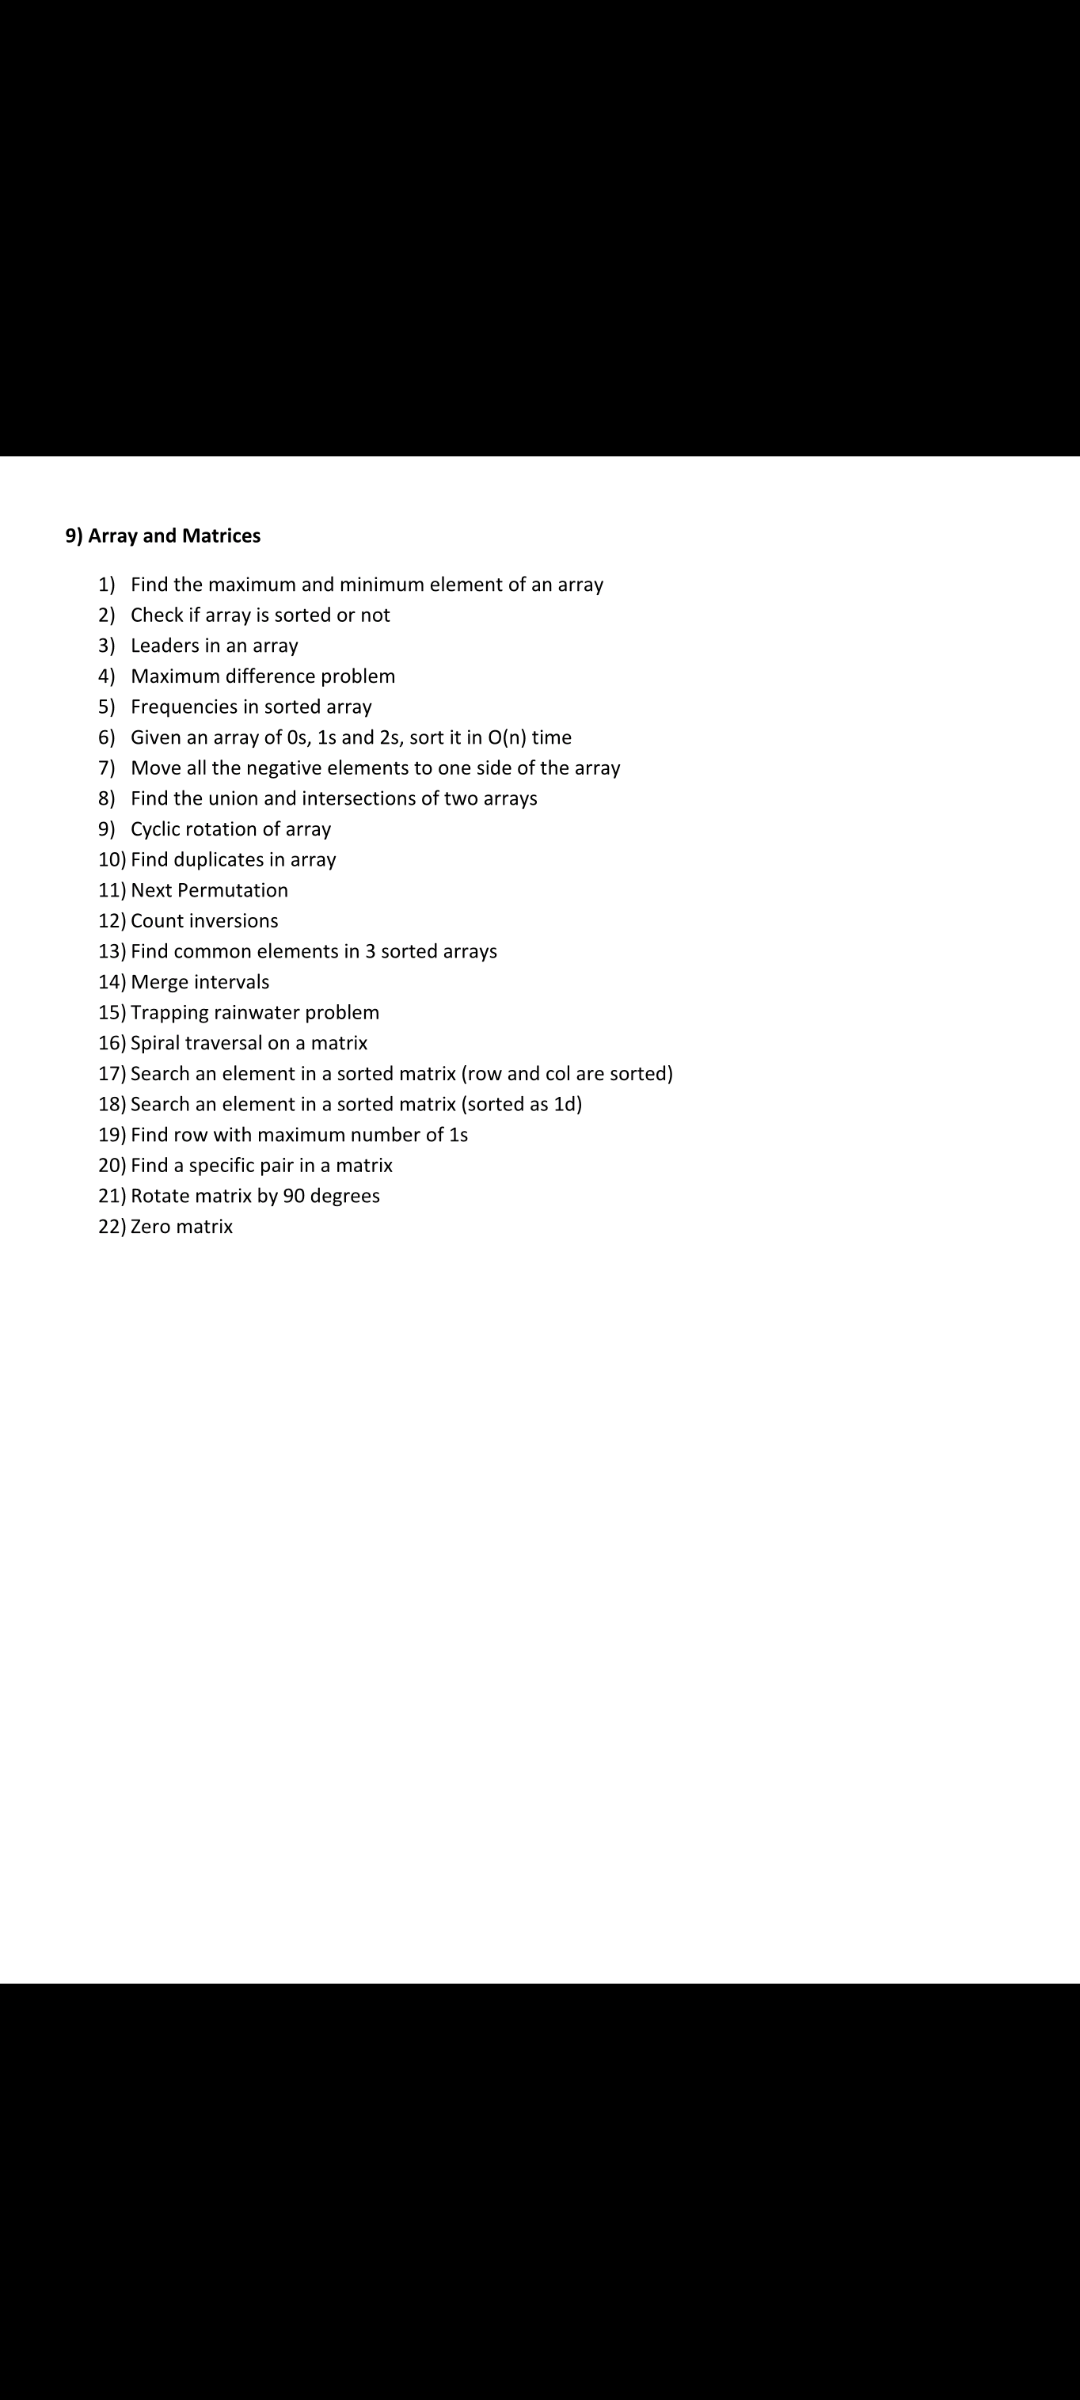 9) Array and Matrices
1) Find the maximum and minimum element of an array
2) Check if array is sorted or not
3) Leaders in an array
4) Maximum difference problem
5) Frequencies in sorted array
6) Given an array of 0s, 1s and 2s, sort it in O(n) time
7) Move all the negative elements to one side of the array
8) Find the union and intersections of two arrays
9) Cyclic rotation of array
10) Find duplicates in array
11) Next Permutation
12) Count inversions
13) Find common elements in 3 sorted arrays
14) Merge intervals
15) Trapping rainwater problem
16) Spiral traversal on a matrix
17) Search an element in a sorted matrix (row and col are sorted)
18) Search an element in a sorted matrix (sorted as 1d)
19) Find row with maximum number of 1s
20) Find a specific pair in a matrix
21) Rotate matrix by 90 degrees
22) Zero matrix